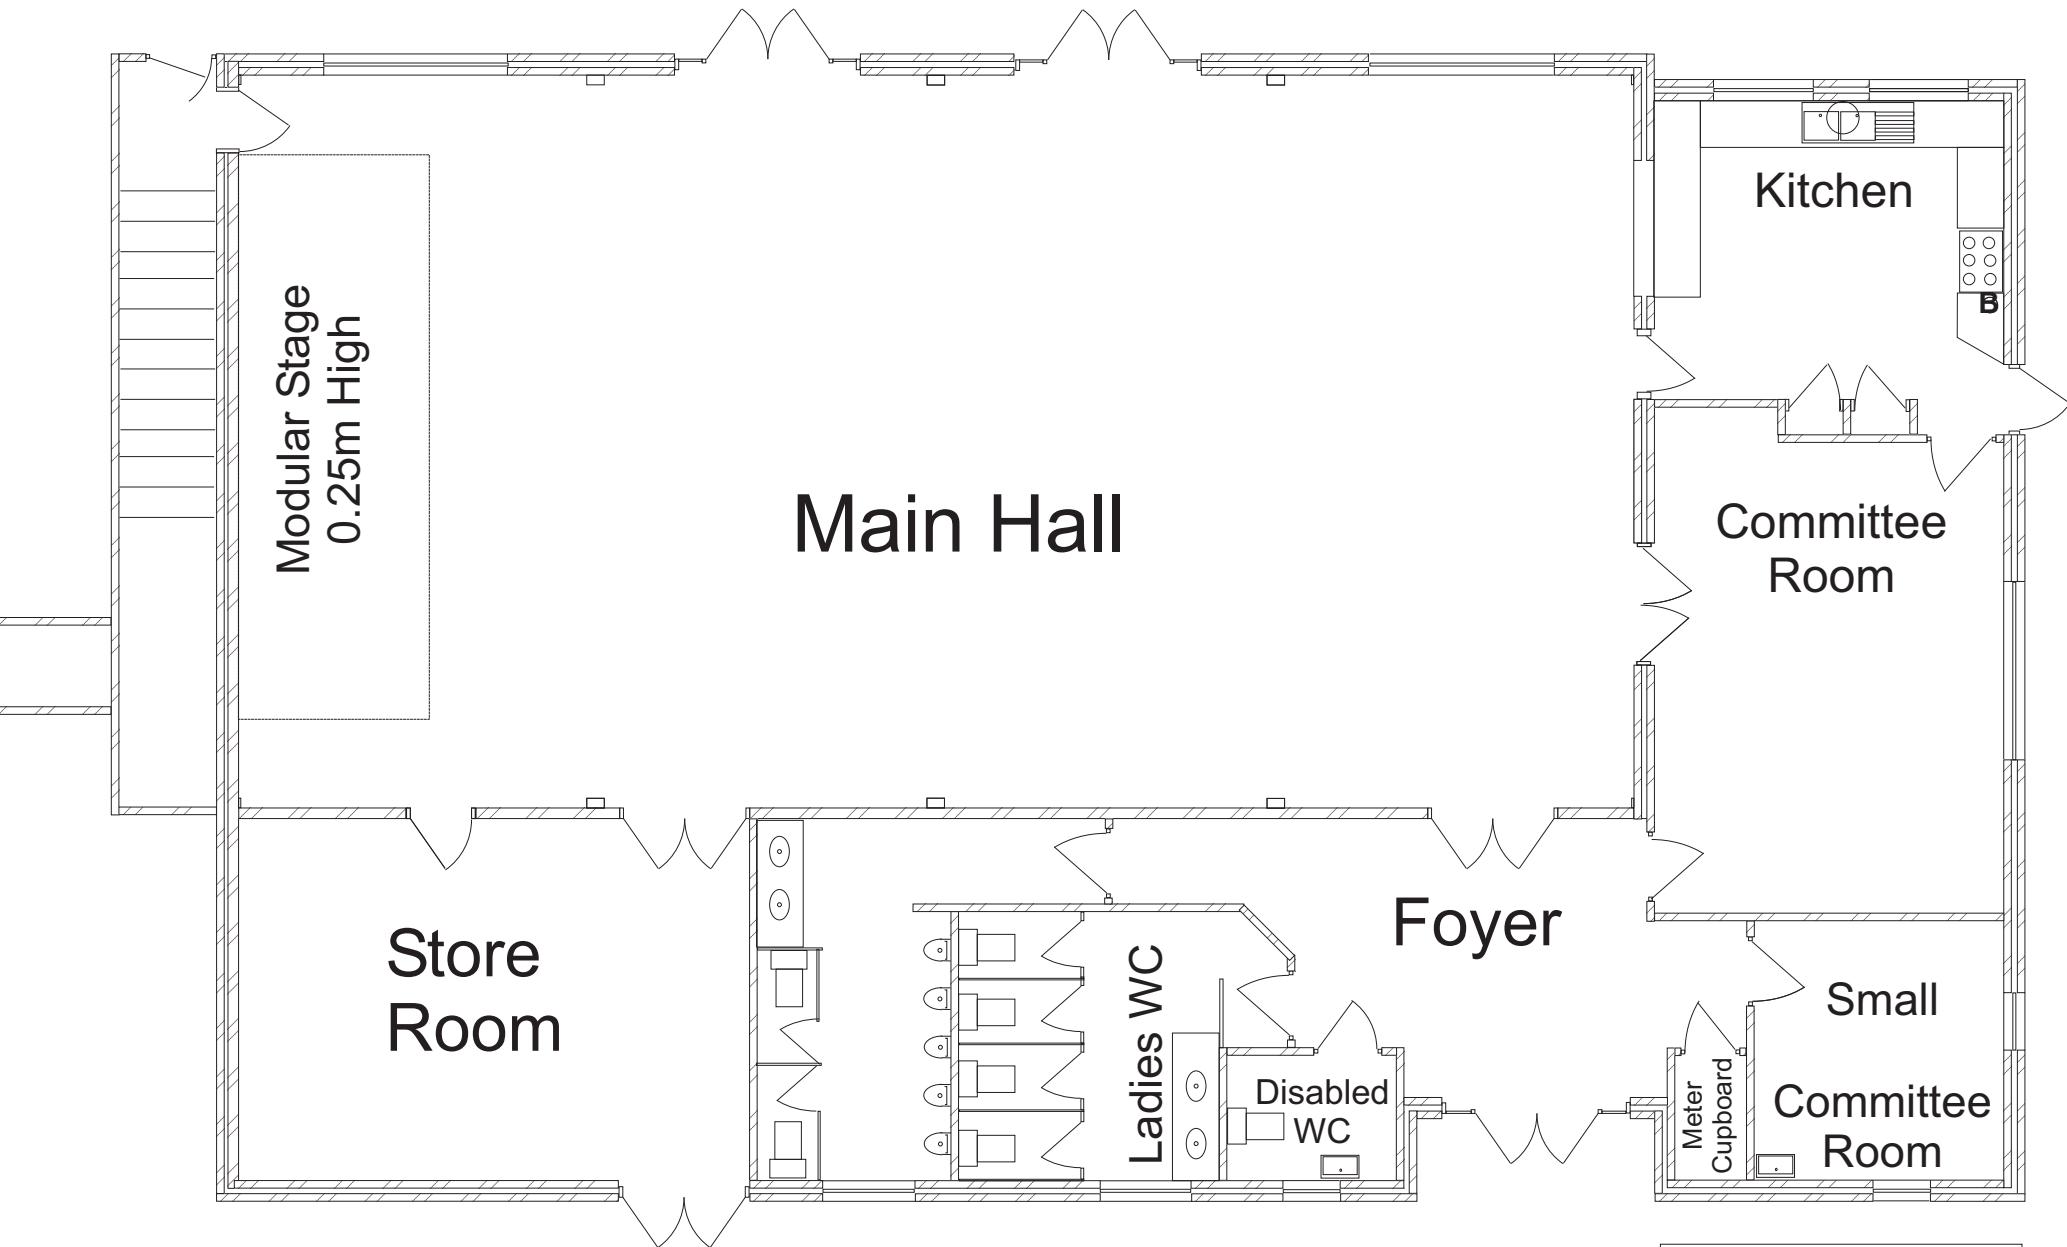 Kitchen
B
Modular Stage
0.25m High
Main Hall
Committee
Room
Store
Room
Foyer
Ladies WC
Disabled
WC
Meter
Cupboard
Small
Committee
Room